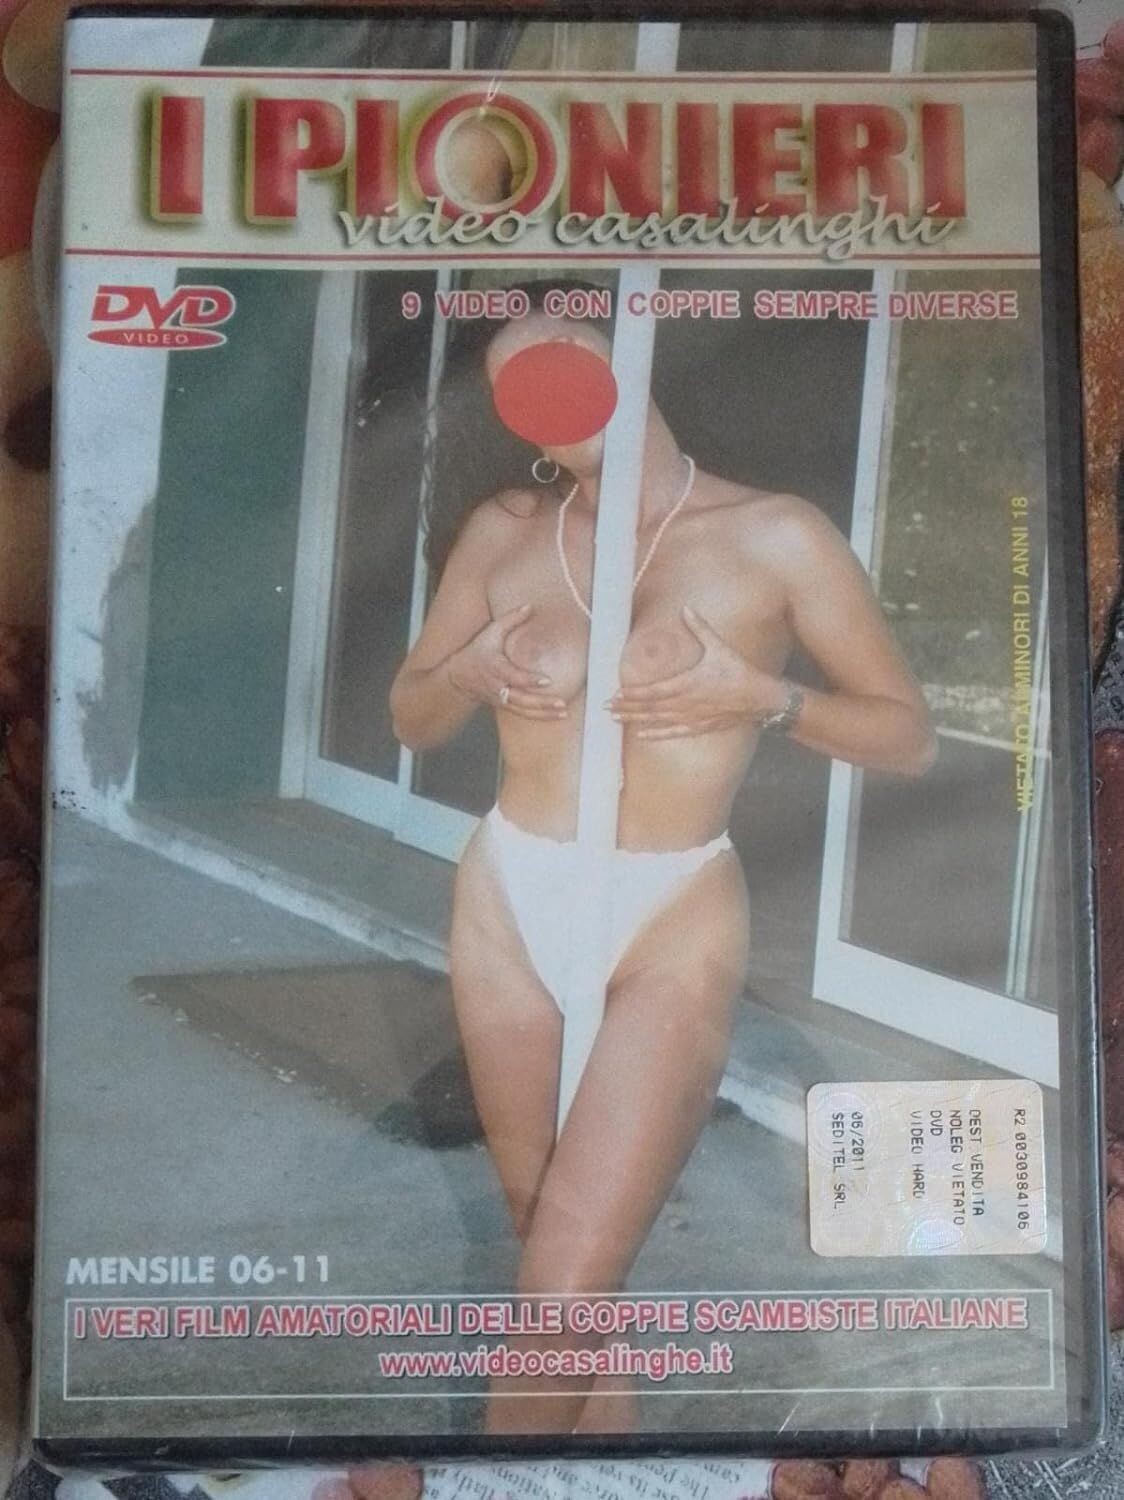 I PIONIERI
video casalinghi
DVD
VIDEO
9 VIDEO CON COPPIE SEMPRE DIVERSE
VIETATO AI MINORI DI ANNI 18
R2 0030984106
DEST VENDITA
NOLEG VIETATO
DVD
VIDEO HARD
06/2011
SEDITEL SRL.
MENSILE 06-11
I VERI FILM AMATORIALI DELLE COPPIE SCAMBISTE ITALIANE
www.videocasalinghe.it